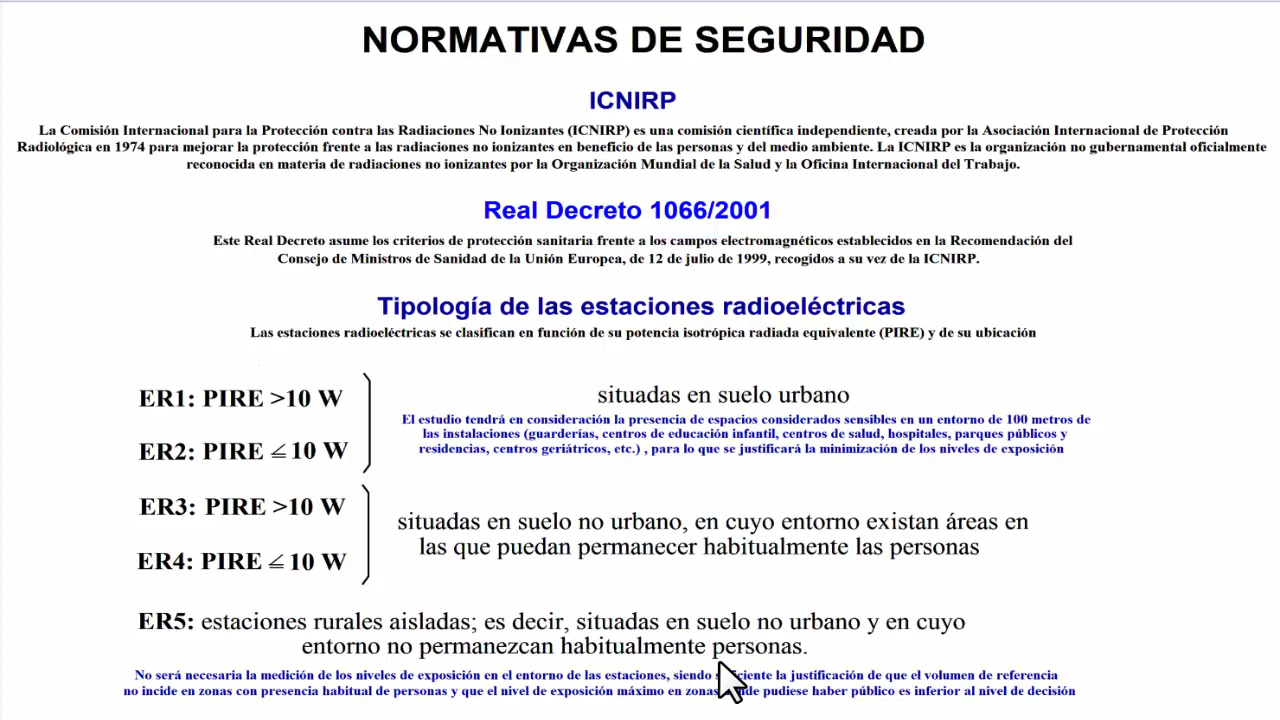 NORMATIVAS DE SEGURIDAD
ICNIRP
La Comisión Internacional para la Protección contra las Radiaciones No Ionizantes (ICNIRP) es una comisión científica independiente, creada por la Asociación Internacional de Protección
Radiológica en 1974 para mejorar la protección frente a las radiaciones no ionizantes en beneficio de las personas y del medio ambiente. La ICNIRP es la organización no gubernamental oficialmente
reconocida en materia de radiaciones no ionizantes por la Organización Mundial de la Salud y la Oficina Internacional del Trabajo.
Real Decreto 1066/2001
Este Real Decreto asume los criterios de protección sanitaria frente a los campos electromagnéticos establecidos en la Recomendación del
Consejo de Ministros de Sanidad de la Unión Europea, de 12 de julio de 1999, recogidos a su vez de la ICNIRP.
Tipología de las estaciones radioeléctricas
Las estaciones radioeléctricas se clasifican en función de su potencia isotrópica radiada equivalente (PIRE) y de su ubicación
ER1: PIRE >10 W
ER2: PIRE ≤ 10 W
situadas en suelo urbano
El estudio tendrá en consideración la presencia de espacios considerados sensibles en un entorno de 100 metros de
las instalaciones (guarderías, centros de educación infantil, centros de salud, hospitales, parques públicos y
residencias, centros geriátricos, etc.) , para lo que se justificará la minimización de los niveles de exposición
ER3: PIRE >10 W
ER4: PIRE ≤ 10 W
situadas en suelo no urbano, en cuyo entorno existan áreas en
las que puedan permanecer habitualmente las personas
ER5: estaciones rurales aisladas; es decir, situadas en suelo no urbano y en cuyo
entorno no permanezcan habitualmente personas.
No será necesaria la medición de los niveles de exposición en el entorno de las estaciones, siendo la justificación de que el volumen de referencia
no incide en zonas con presencia habitual de personas y que el nivel de exposición máximo en zonas pudiese haber público es inferior al nivel de decisión